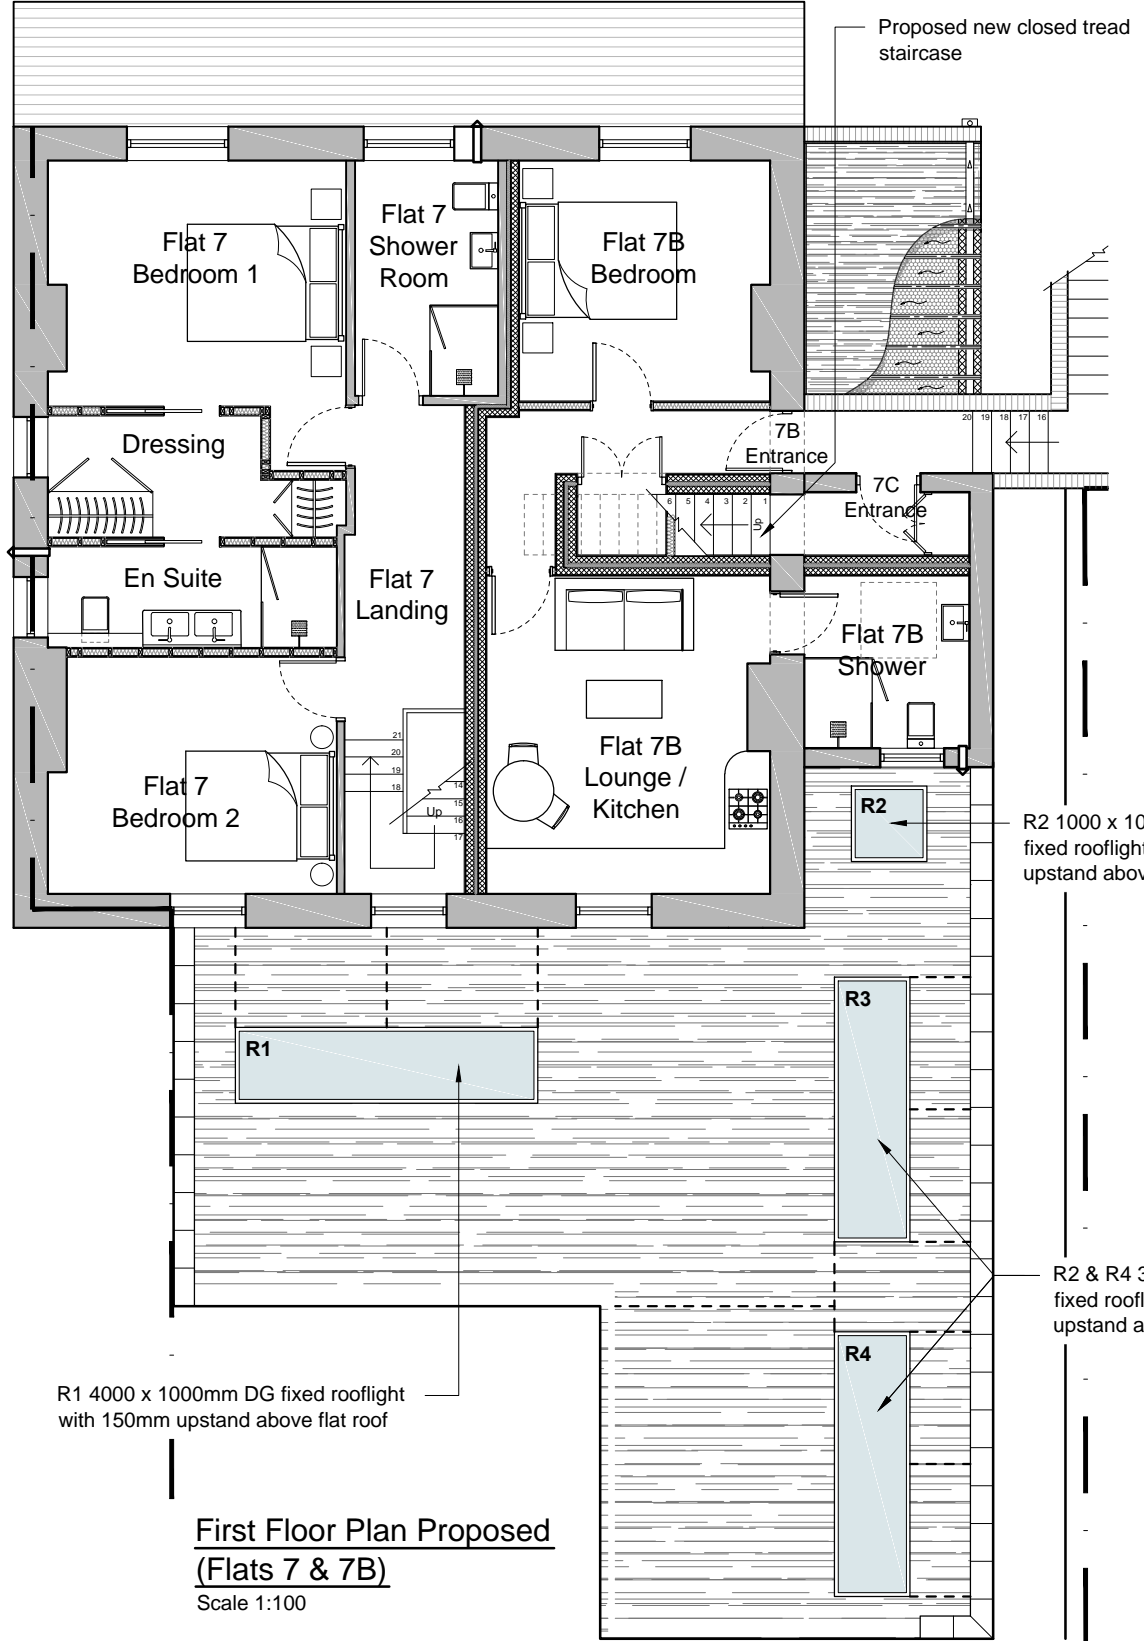 Proposed new closed tread
staircase
Flat 7
Bedroom 1
Flat 7
Shower
Room
Flat 7B
Bedroom
Dressing
7B
Entrance
20 19 18 17 16
7C
Entrance
6 5 4 3 2 1
Up
En Suite
Flat 7
Landing
Flat 7B
Shower
Flat 7
Bedroom 2
21
20
19
18
14
15
16
17
Up
Flat 7B
Lounge /
Kitchen
R2
R2 1000 x 10
fixed rooflight
upstand abov
R3
R1
R2 & R4 3
fixed roofl
upstand a
R4
R1 4000 x 1000mm DG fixed rooflight
with 150mm upstand above flat roof
First Floor Plan Proposed
(Flats 7 & 7B)
Scale 1:100